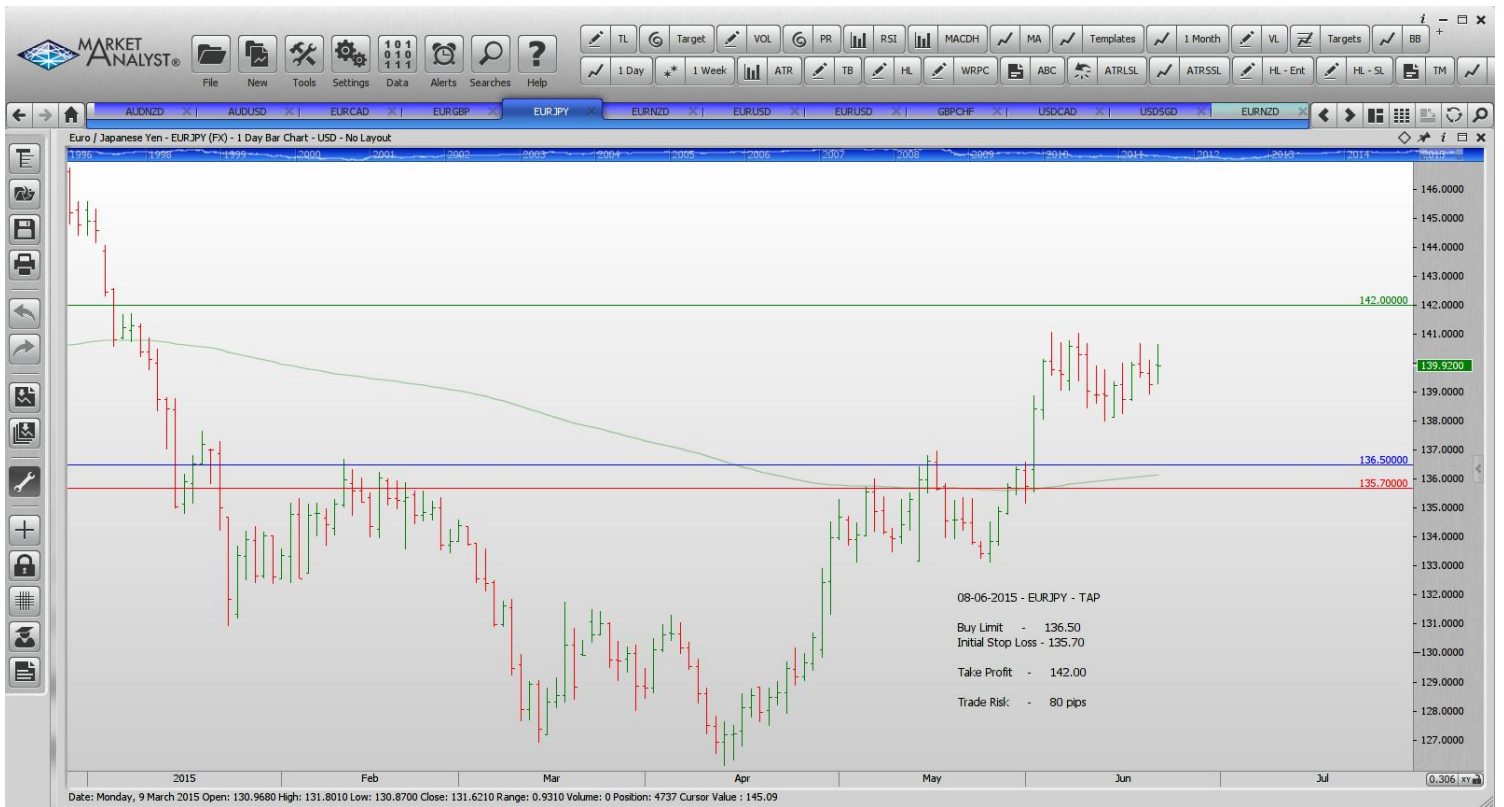 i
MARKET
ANALYST®
File New Tools Settings Data Alerts Searches Help
TL Target VOL PR RSI MACDH MA Templates 1 Month VL Targets BB
1 Day 1 Week ATR TB HL WRPC ABC ATRLSL ATRSSL HL - Ent HL - SL TM
AUDNZD AUDUSD EURCAD EURGBP EURJPY EURNZD EURUSD EURUSD GBPCHF USDCAD USDSGD EURNZD
Euro / Japanese Yen - EURJPY (FX) - 1 Day Bar Chart - USD - No Layout
1996 1998 1999 2000 2001 2002 2003 2004 2005 2006 2007 2008 2009 2010 2011 2012 2013 2014 2015
146.0000
145.0000
144.0000
143.0000
142.00000 142.0000
141.0000
139.9200
139.0000
138.0000
137.0000
136.50000
136.0000
135.70000
135.0000
134.0000
133.0000
132.0000
131.0000
130.0000
129.0000
128.0000
127.0000
08-06-2015 - EURJPY - TAP
Buy Limit - 136.50
Initial Stop Loss - 135.70
Take Profit - 142.00
Trade Risk - 80 pips
2015 Feb Mar Apr May Jun Jul
0.306 XY
Date: Monday, 9 March 2015 Open: 130.9680 High: 131.8010 Low: 130.8700 Close: 131.6210 Range: 0.9310 Volume: 0 Position: 4737 Cursor Value : 145.09